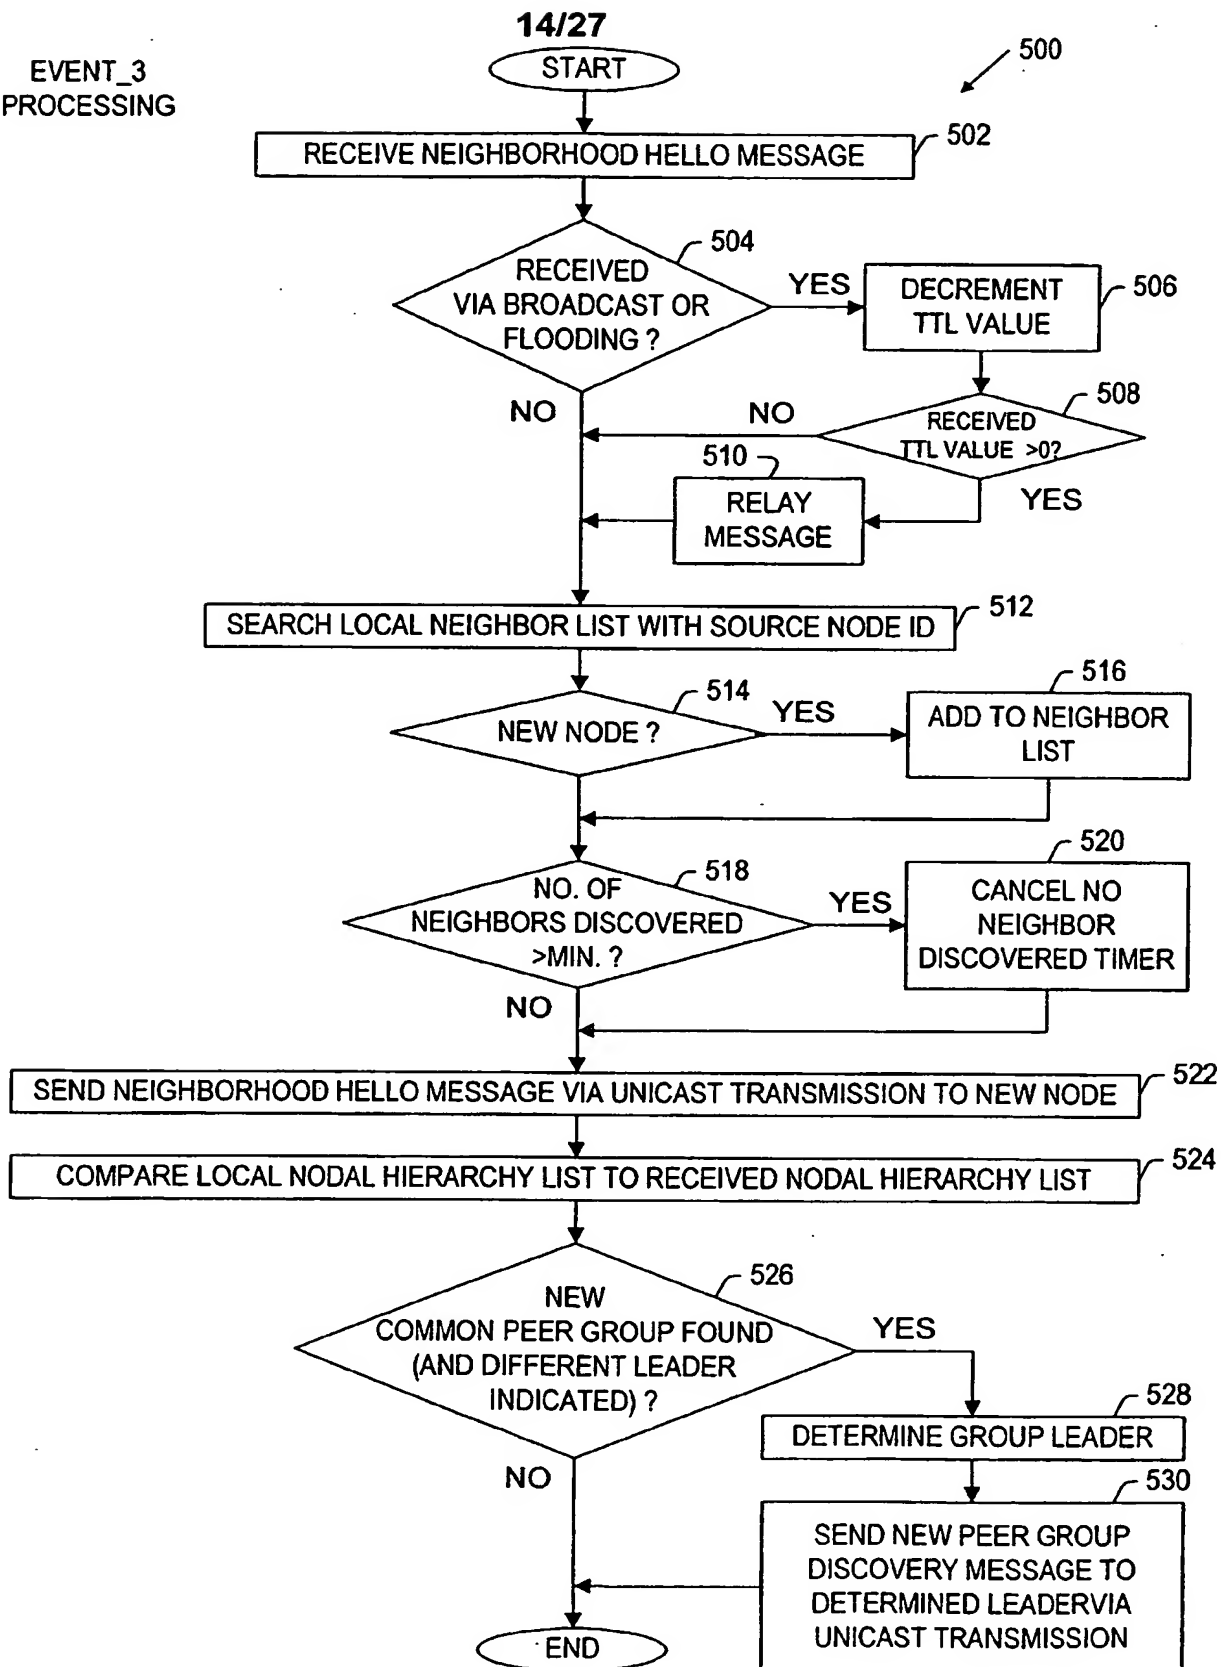 14/27
EVENT_3
PROCESSING
START
500
RECEIVE NEIGHBORHOOD HELLO MESSAGE
502
504
RECEIVED
VIA BROADCAST OR
FLOODING ?
YES
DECREMENT
TTL VALUE
506
NO
NO
508
RECEIVED
TTL VALUE >0?
510
RELAY
MESSAGE
YES
SEARCH LOCAL NEIGHBOR LIST WITH SOURCE NODE ID
512
514
NEW NODE ?
YES
516
ADD TO NEIGHBOR
LIST
518
NO. OF
NEIGHBORS DISCOVERED
>MIN. ?
YES
520
CANCEL NO
NEIGHBOR
DISCOVERED TIMER
NO
SEND NEIGHBORHOOD HELLO MESSAGE VIA UNICAST TRANSMISSION TO NEW NODE
522
COMPARE LOCAL NODAL HIERARCHY LIST TO RECEIVED NODAL HIERARCHY LIST
524
526
NEW
COMMON PEER GROUP FOUND
(AND DIFFERENT LEADER
INDICATED) ?
YES
528
DETERMINE GROUP LEADER
NO
530
SEND NEW PEER GROUP
DISCOVERY MESSAGE TO
DETERMINED LEADERVIA
UNICAST TRANSMISSION
END